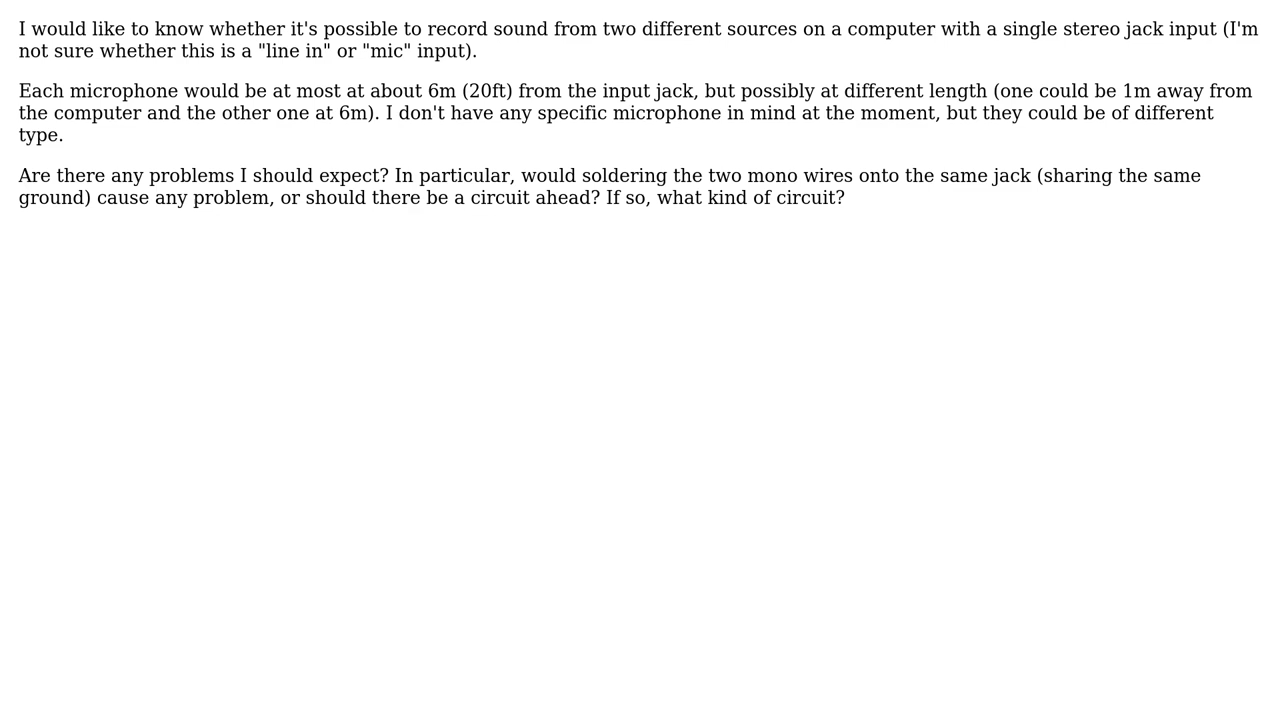 I would like to know whether it's possible to record sound from two different sources on a computer with a single stereo jack input (I'm
not sure whether this is a "line in" or "mic" input).
Each microphone would be at most at about 6m (20ft) from the input jack, but possibly at different length (one could be 1m away from
the computer and the other one at 6m). I don't have any specific microphone in mind at the moment, but they could be of different
type.
Are there any problems I should expect? In particular, would soldering the two mono wires onto the same jack (sharing the same
ground) cause any problem, or should there be a circuit ahead? If so, what kind of circuit?